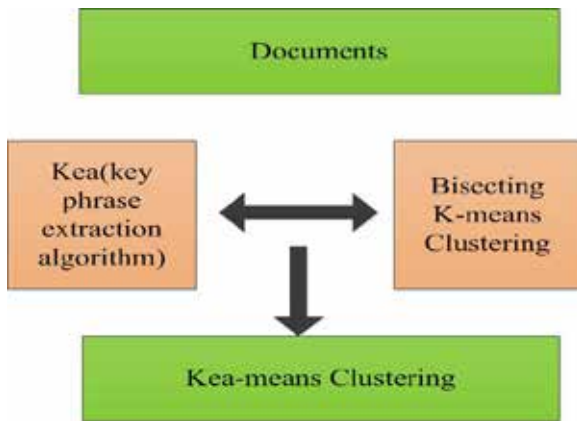 Documents
Kea(key
phrase
extraction
algorithm)
Bisecting
K-means
Clustering
Kea-means Clustering